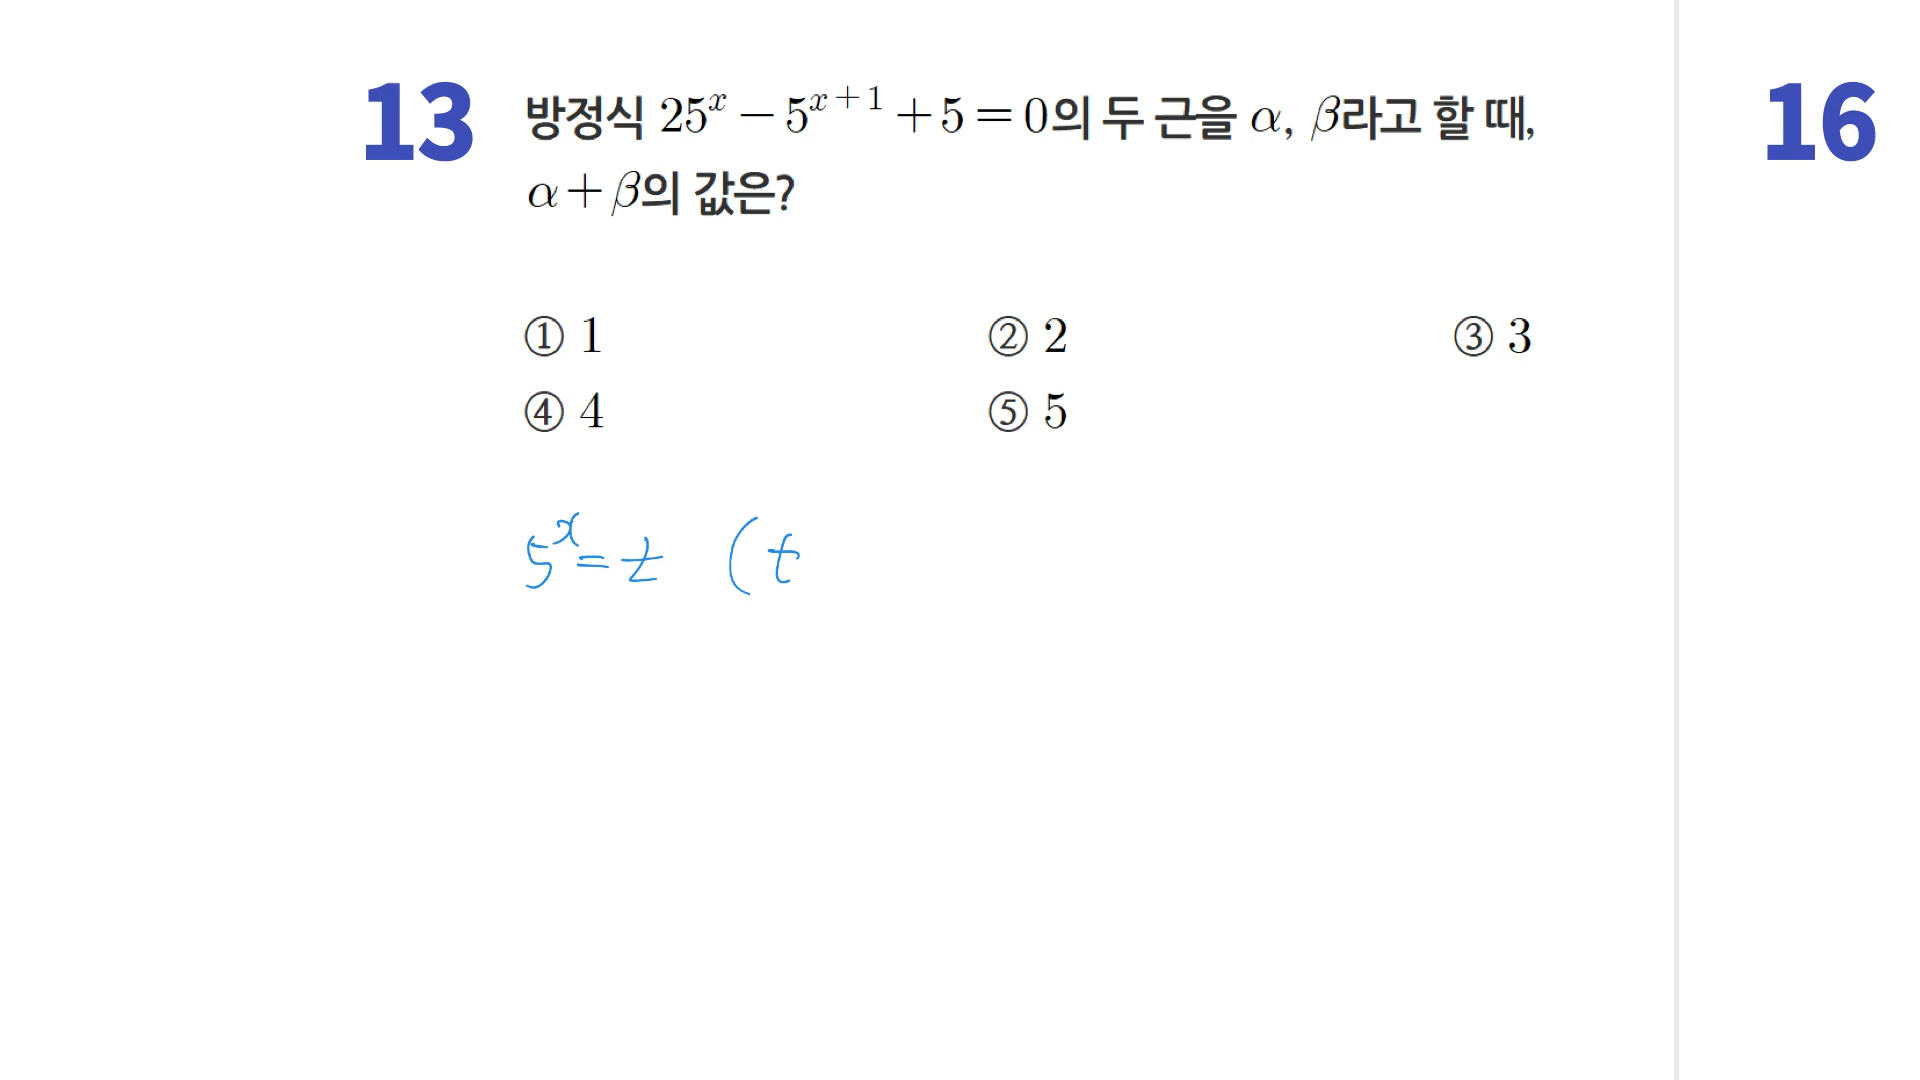 13 방정식 25^x − 5^{x+1} + 5 = 0의 두 근을 α, β라고 할 때,
α + β의 값은?
① 1 ② 2 ③ 3
④ 4 ⑤ 5
5^x = t (t
16